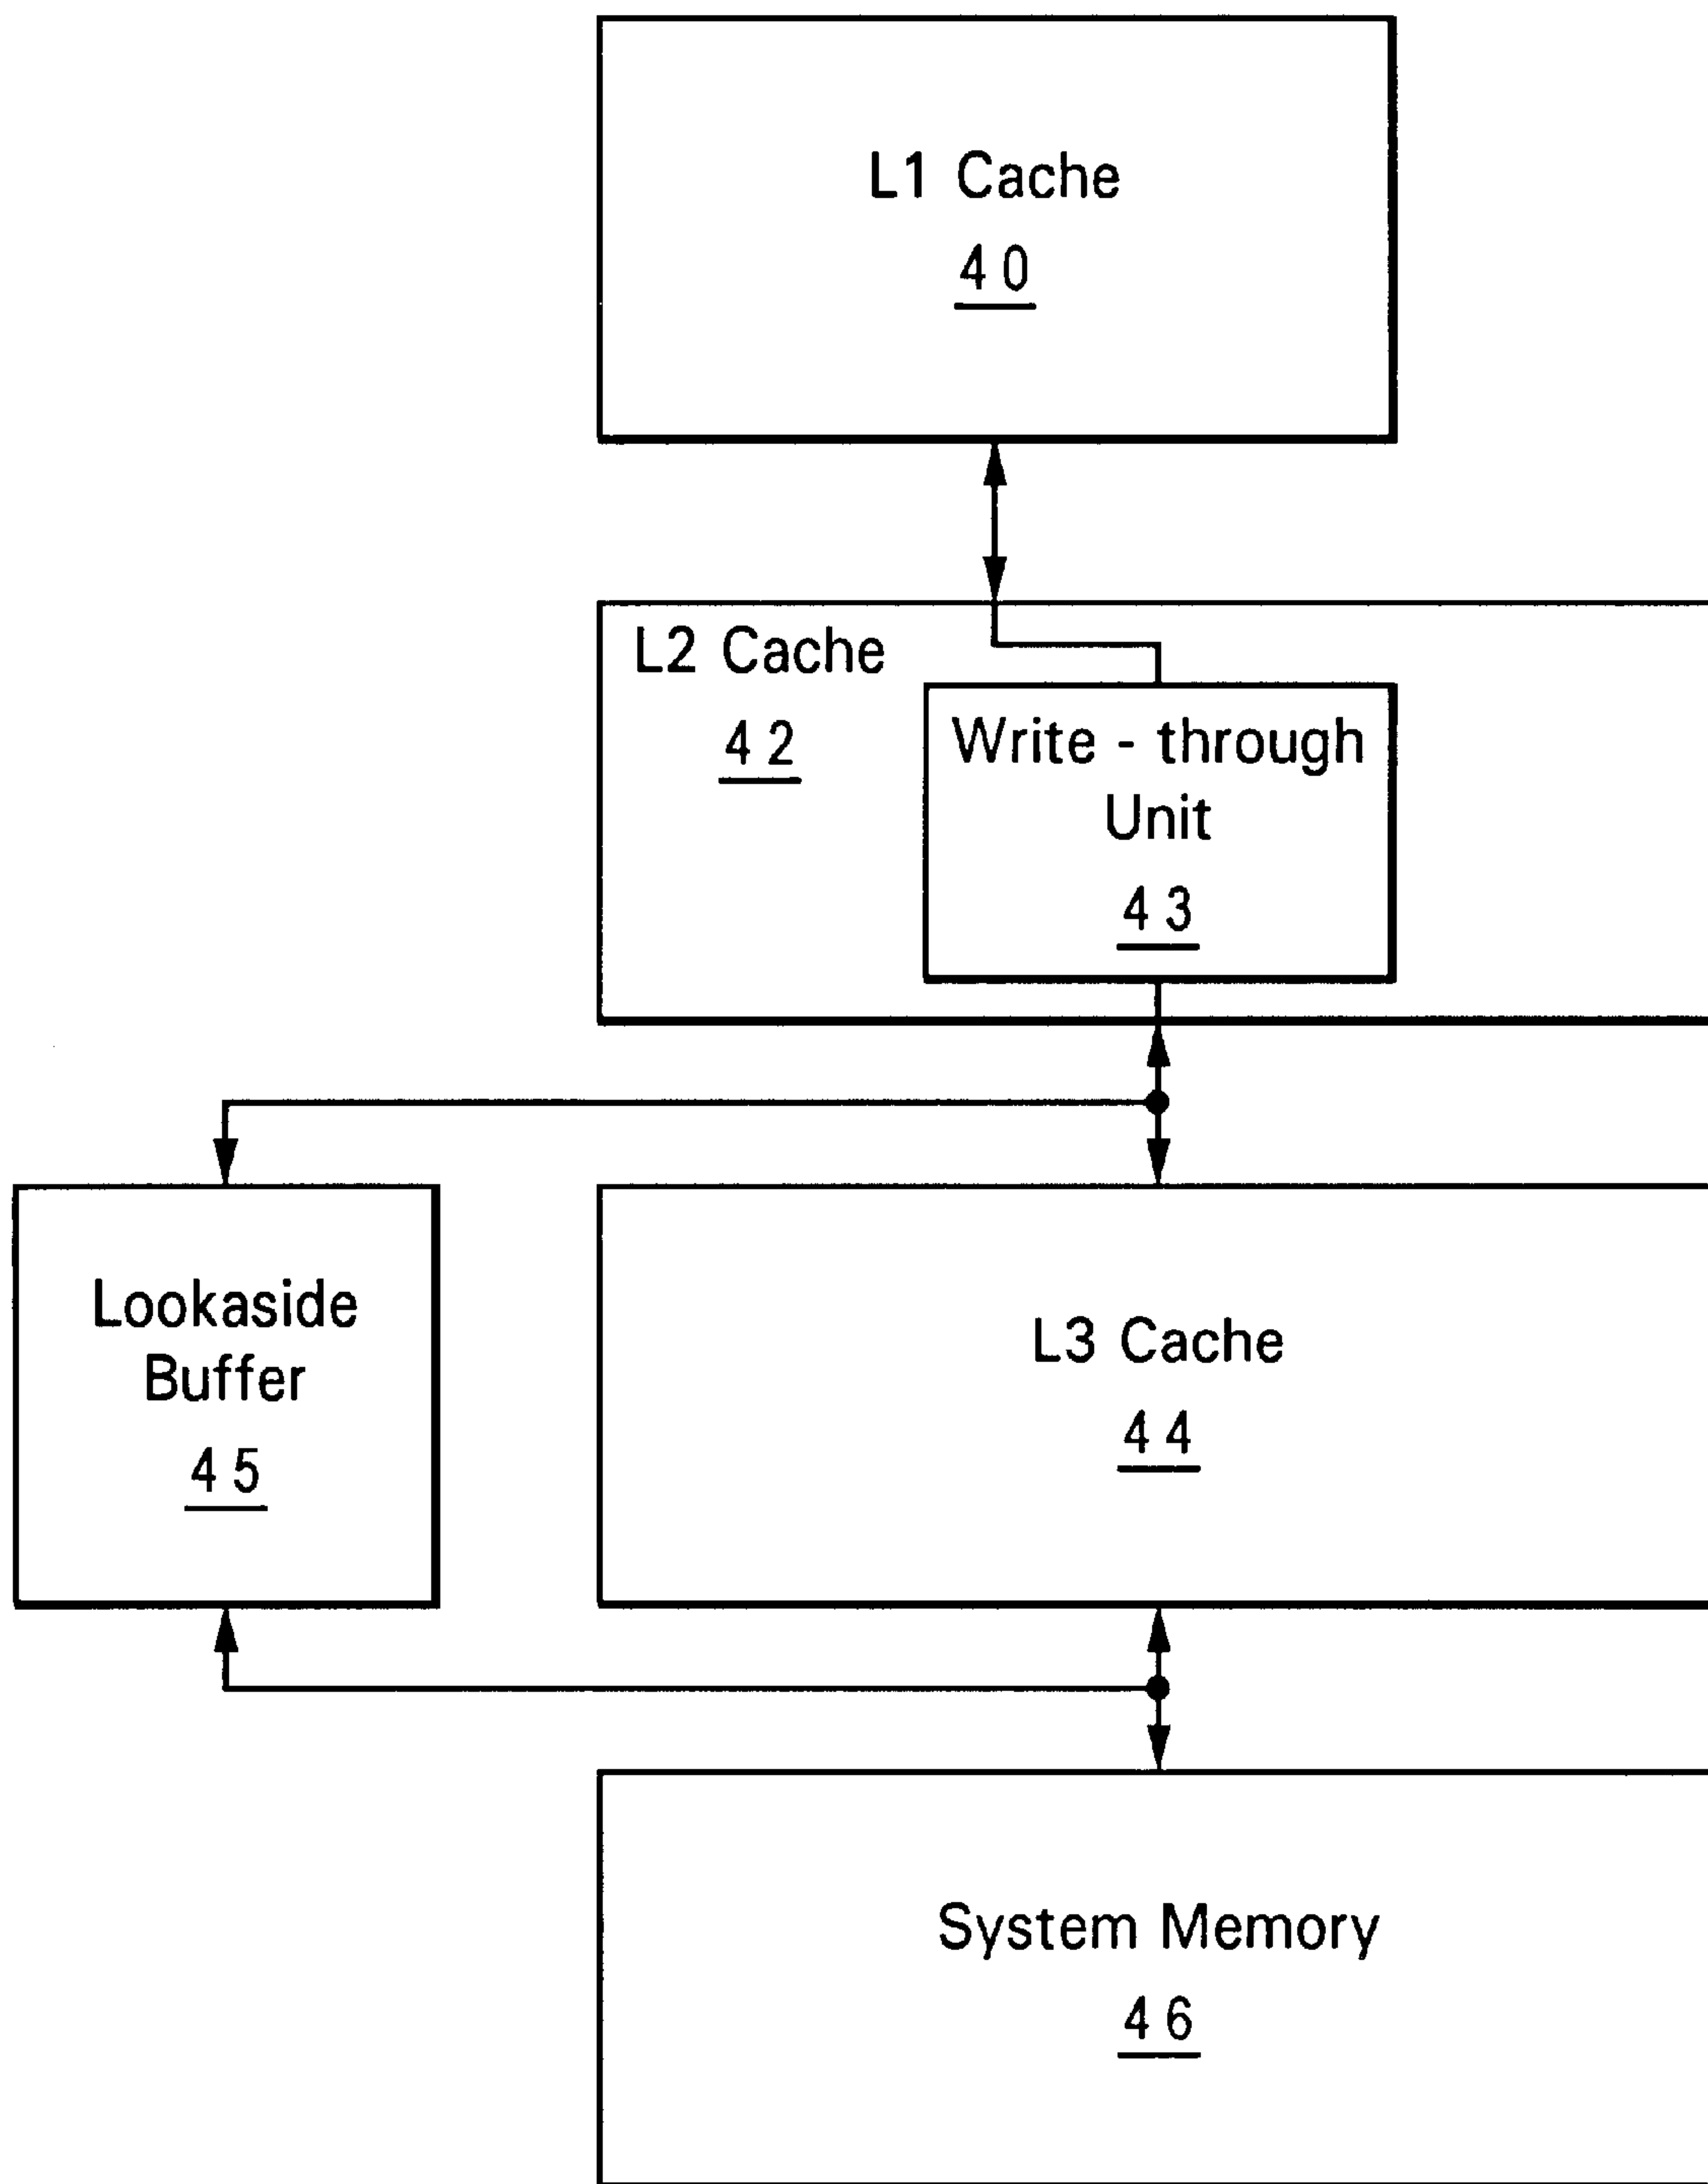 L1 Cache
40
L2 Cache
42
Write - through
Unit
43
Lookaside
Buffer
45
L3 Cache
44
System Memory
46